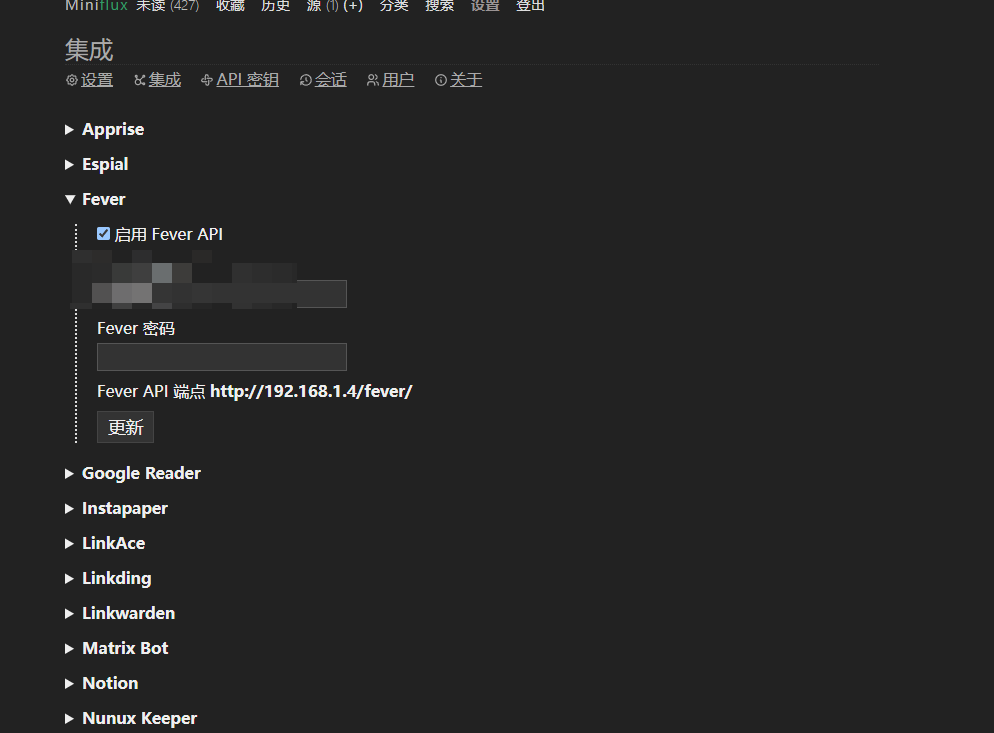 Miniflux 未读 (427) 收藏 历史 源 (1) (+) 分类 搜索 设置 登出
集成
设置 集成 API 密钥 会话 用户 关于
Apprise
Espial
Fever
启用 Fever API
Fever 密码
Fever API 端点 http://192.168.1.4/fever/
更新
Google Reader
Instapaper
LinkAce
Linkding
Linkwarden
Matrix Bot
Notion
Nunux Keeper